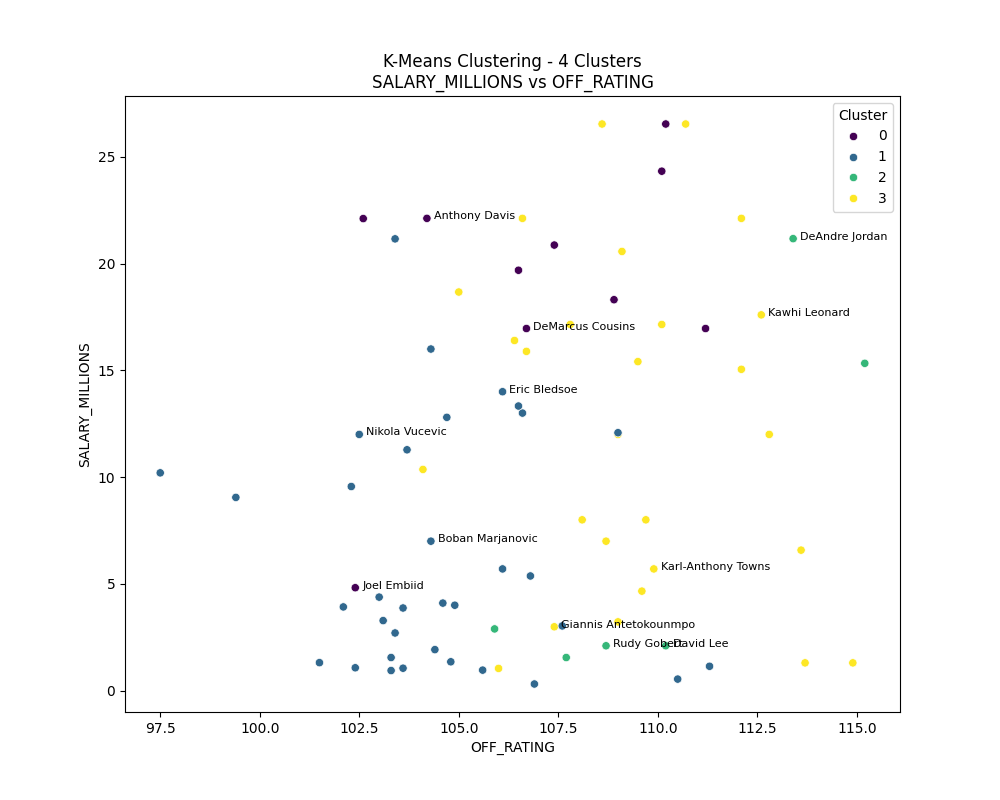 K-Means Clustering - 4 Clusters
SALARY_MILLIONS vs OFF_RATING
Cluster
0
1
2
3
25
20
15
10
5
0
SALARY_MILLIONS
Anthony Davis
DeAndre Jordan
Kawhi Leonard
DeMarcus Cousins
Eric Bledsoe
Nikola Vucevic
Boban Marjanovic
Karl-Anthony Towns
Joel Embiid
Giannis Antetokounmpo
Rudy Gobert
David Lee
97.5 100.0 102.5 105.0 107.5 110.0 112.5 115.0
OFF_RATING